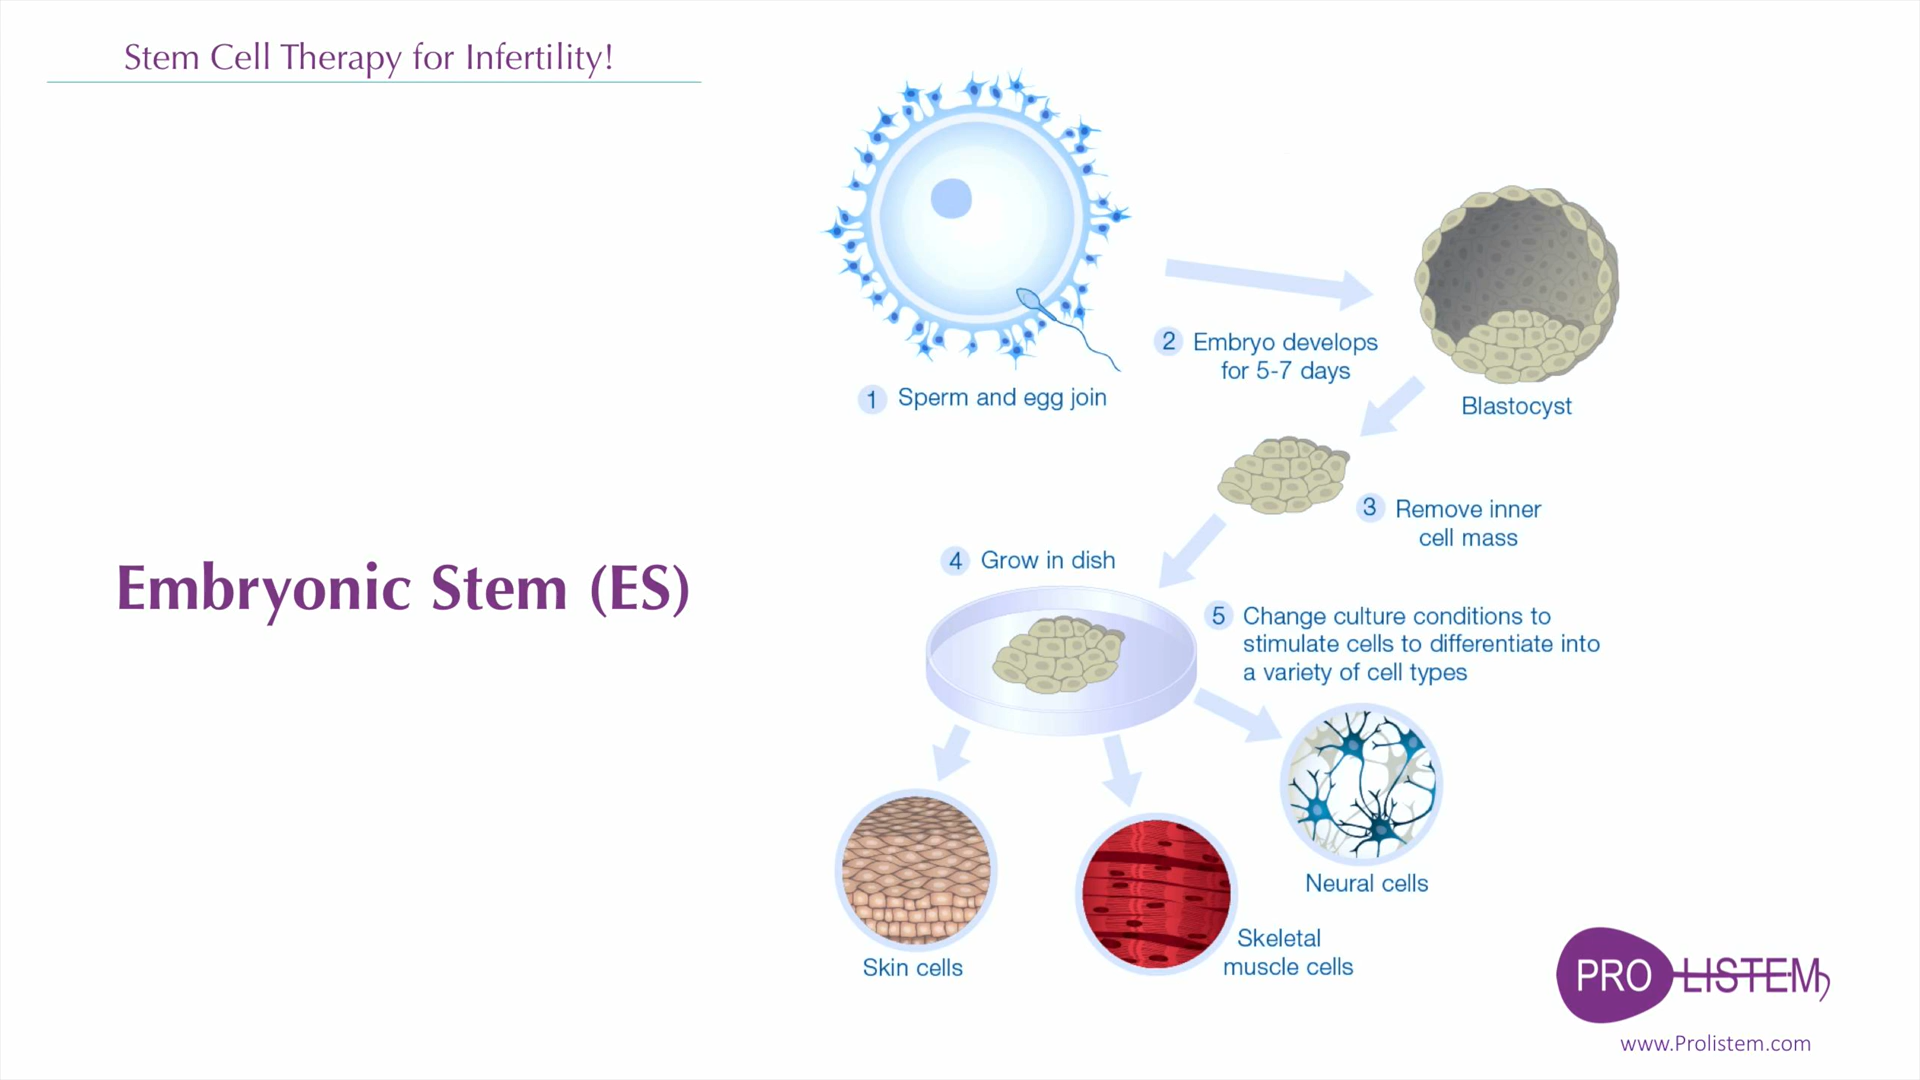 Stem Cell Therapy for Infertility!
Embryonic Stem (ES)
1 Sperm and egg join
2 Embryo develops
for 5-7 days
Blastocyst
3 Remove inner
cell mass
4 Grow in dish
5 Change culture conditions to
stimulate cells to differentiate into
a variety of cell types
Neural cells
Skeletal
muscle cells
Skin cells
PRO LISTEM
www.Prolistem.com